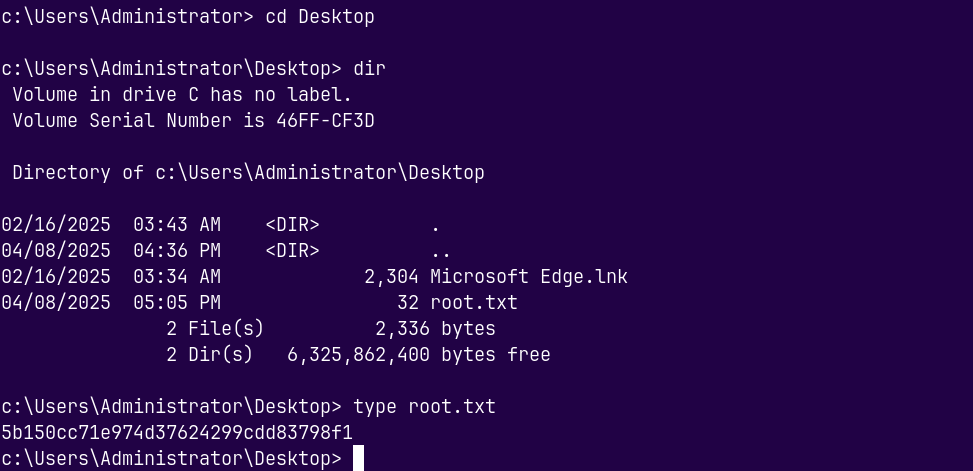 c:\Users\Administrator> cd Desktop
c:\Users\Administrator\Desktop> dir
 Volume in drive C has no label.
 Volume Serial Number is 46FF-CF3D
 Directory of c:\Users\Administrator\Desktop
02/16/2025  03:43 AM    <DIR>          .
04/08/2025  04:36 PM    <DIR>          ..
02/16/2025  03:34 AM             2,304 Microsoft Edge.lnk
04/08/2025  05:05 PM                32 root.txt
               2 File(s)          2,336 bytes
               2 Dir(s)   6,325,862,400 bytes free
c:\Users\Administrator\Desktop> type root.txt
5b150cc71e974d37624299cdd83798f1
c:\Users\Administrator\Desktop>